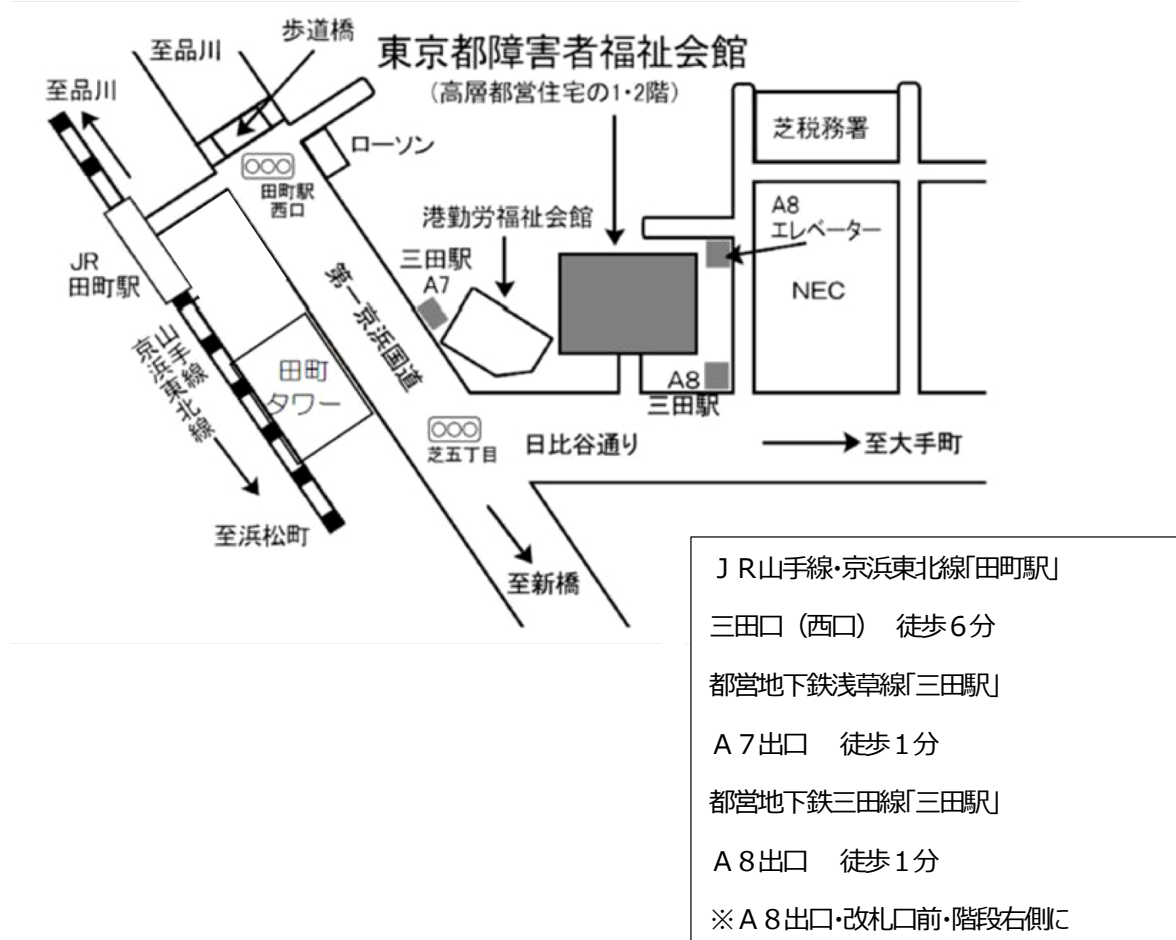 歩道橋
至品川
東京都障害者福祉会館
至品川
(高層都営住宅の1・2階)
ローソン
芝税務署
田町駅
西口
A8
エレベーター
港勤労福祉会館
三田駅
A7
JR
田町駅
第一京浜国道
NEC
山手線
京浜東北線
田町
タワー
A8
三田駅
芝五丁目
日比谷通り
至大手町
至浜松町
至新橋
ＪＲ山手線・京浜東北線「田町駅」
三田口（西口）　徒歩６分
都営地下鉄浅草線「三田駅」
Ａ７出口　徒歩１分
都営地下鉄三田線「三田駅」
Ａ８出口　徒歩１分
※Ａ８出口・改札口前・階段右側に